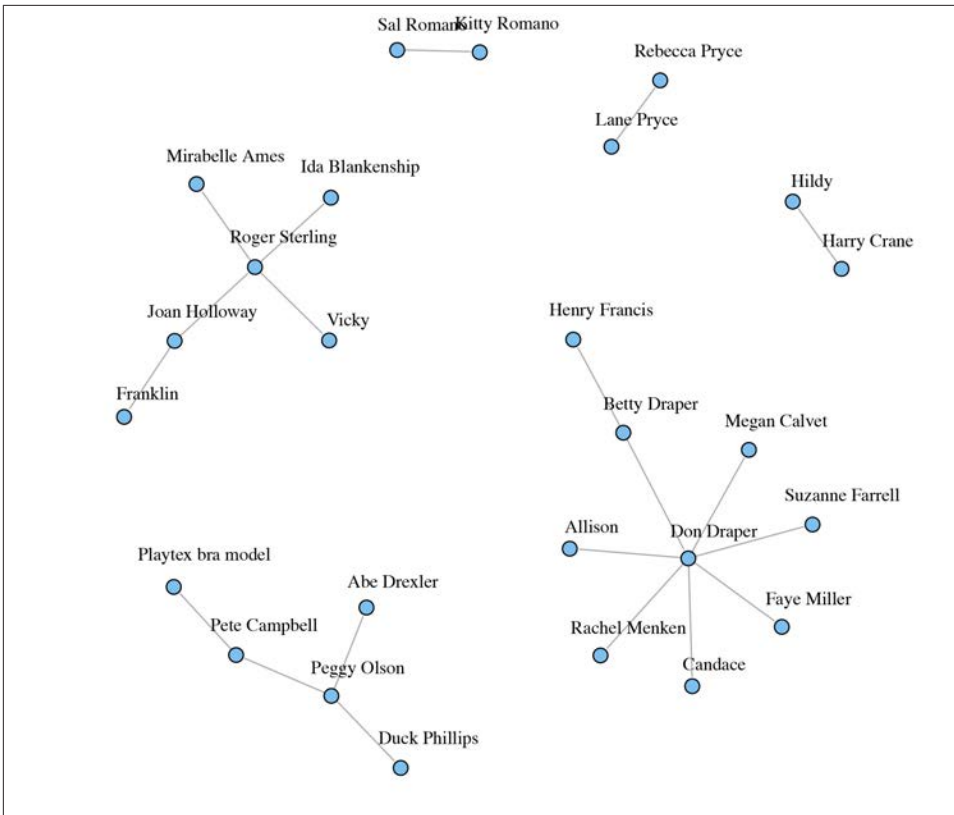 Sal Romano
Kitty Romano
Rebecca Pryce
Lane Pryce
Mirabelle Ames
Ida Blankenship
Hildy
Roger Sterling
Harry Crane
Joan Holloway
Vicky
Henry Francis
Franklin
Betty Draper
Megan Calvet
Suzanne Farrell
Allison
Don Draper
Playtex bra model
Abe Drexler
Faye Miller
Pete Campbell
Rachel Menken
Peggy Olson
Candace
Duck Phillips